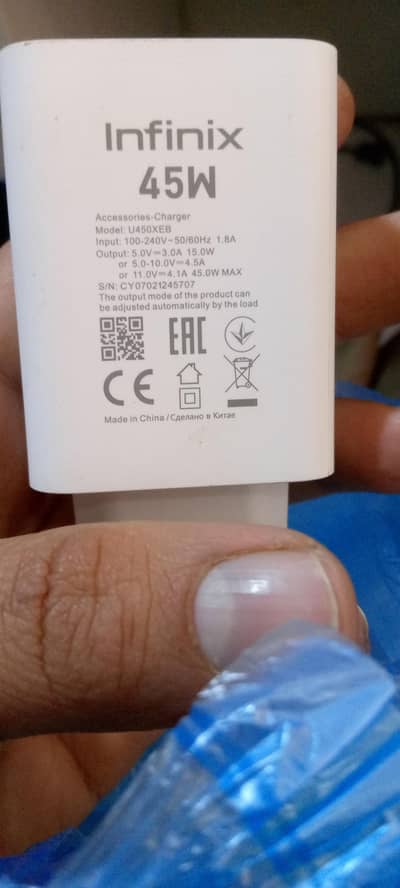 Infinix
45W
Accessories-Charger
Model: U450XEB
Input: 100-240V~50/60Hz 1.8A
Output: 5.0V⎓3.0A 15.0W
or 5.0-10.0V⎓4.5A
or 11.0V⎓4.1A 45.0W MAX
S/N: CY07021245707
The output mode of the product can
be adjusted automatically by the load
EAC
CE
Made in China / Сделано в Китае